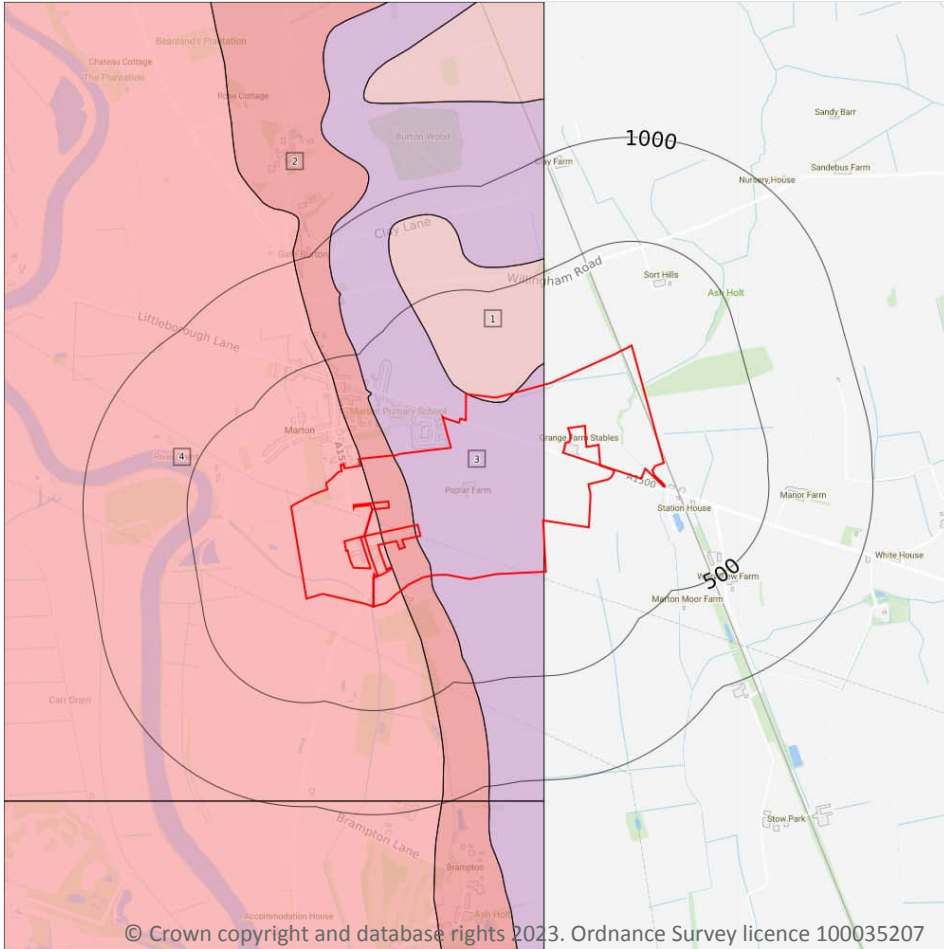 Beanland's Plantation
Chateau Cottage
The Plantation
Rose Cottage
Sandy Barr
Burton Wood
1000
2
Clay Farm
Sandebus Farm
Nursery House
Clay Lane
Gate Burton
Willingham Road
Sort Hills
Ash Holt
Littleborough Lane
1
Marton Primary School
Marton
Grange Farm Stables
A15
4
3
Poplar Farm
A1500
Manor Farm
Station House
White House
500
Marton Moor Farm
Carr Drain
Stow Park
Brampton Lane
Brampton
Accommodation House
Ash Holt
© Crown copyright and database rights 2023. Ordnance Survey licence 100035207